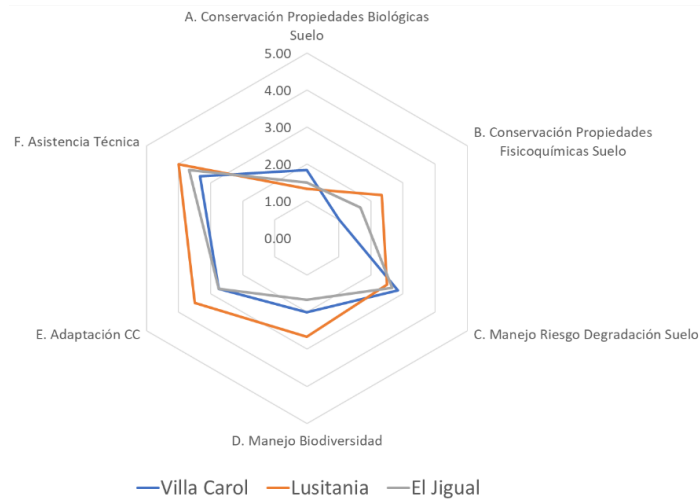 A. Conservación Propiedades Biológicas
Suelo
5.00
4.00
3.00
2.00
1.00
0.00
B. Conservación Propiedades
Fisicoquímicas Suelo
C. Manejo Riesgo Degradación Suelo
D. Manejo Biodiversidad
E. Adaptación CC
F. Asistencia Técnica
Villa Carol
Lusitania
El Jigual